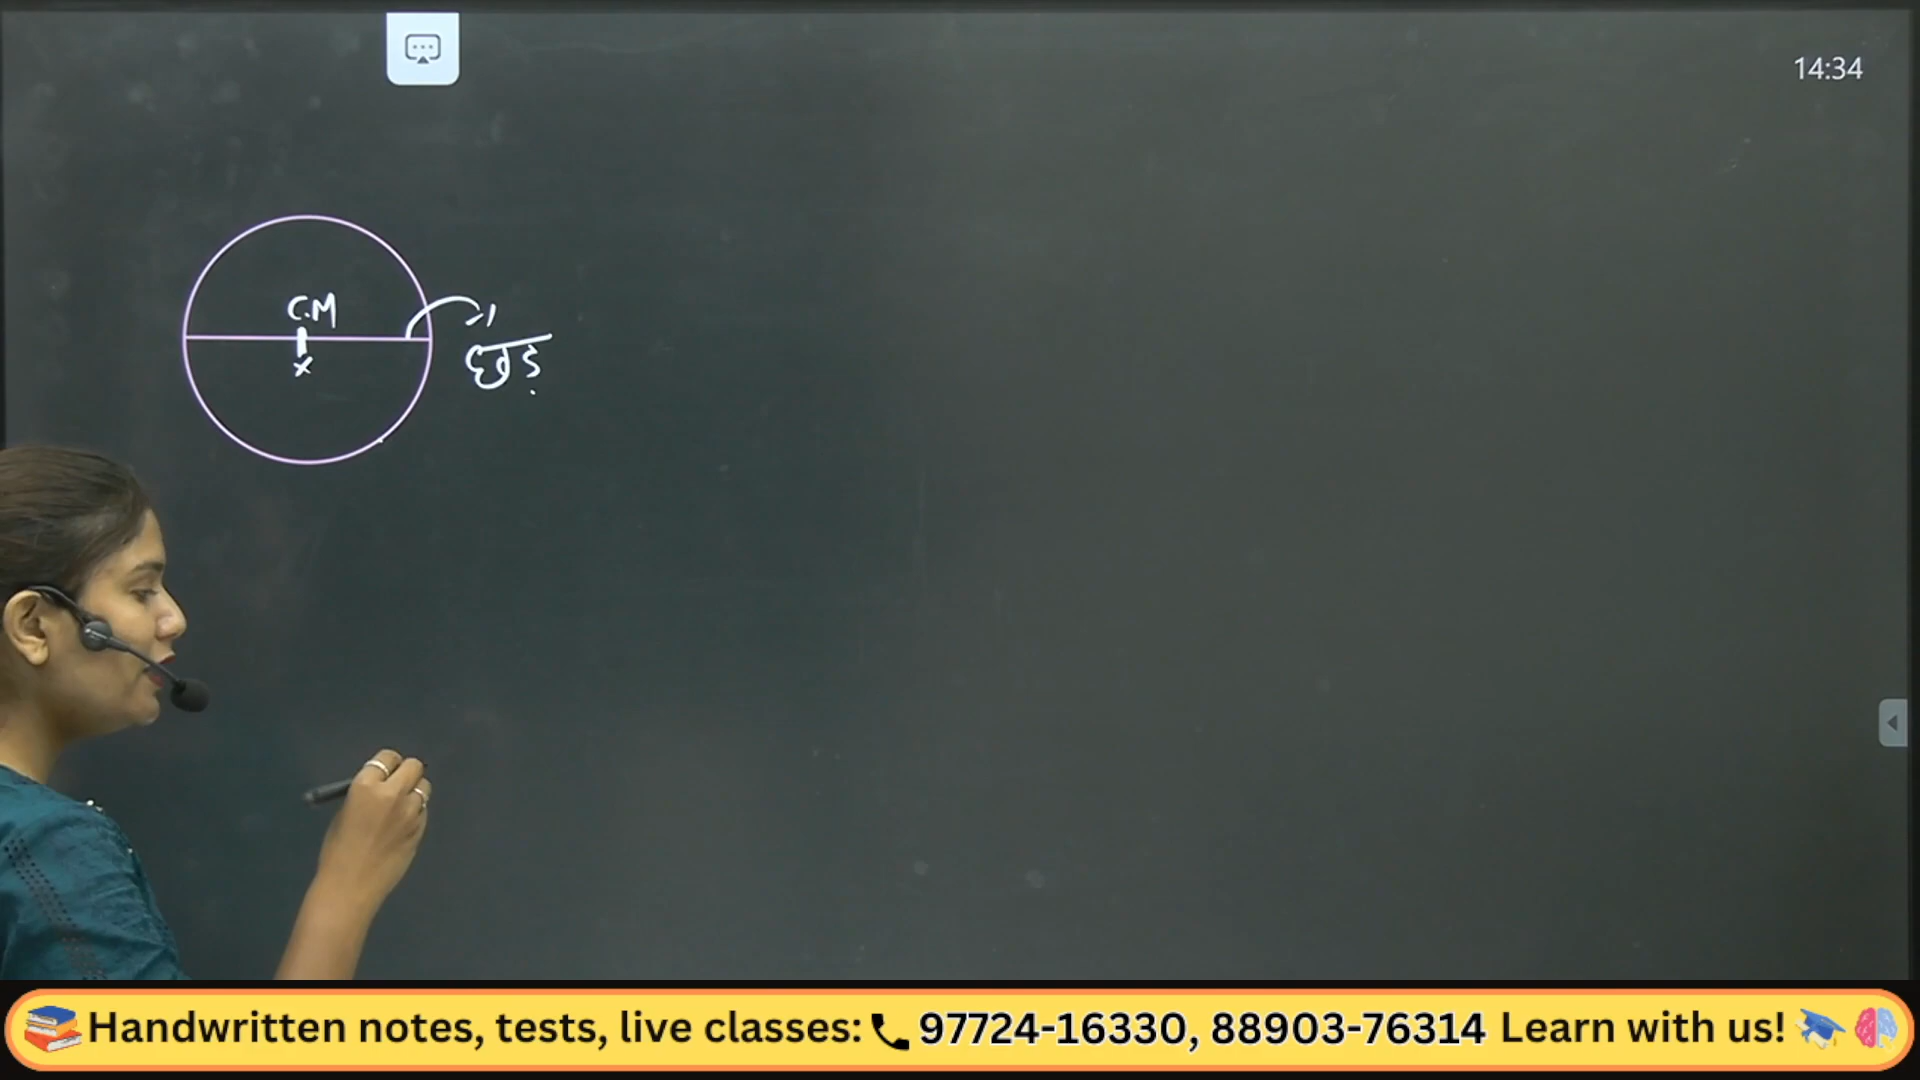 14:34
C.M
x
छड़
Handwritten notes, tests, live classes: 97724-16330, 88903-76314 Learn with us!